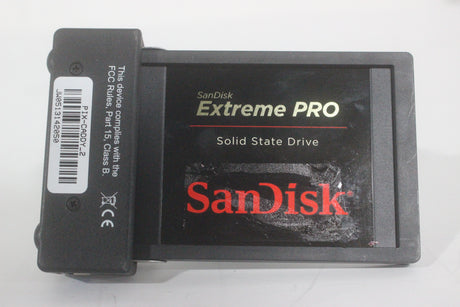 SanDisk
Extreme PRO
Solid State Drive
SanDisk
This device complies with the
FCC Rules, Part 15, Class B.
PIX-CADDY.2
JA0513142260
CE